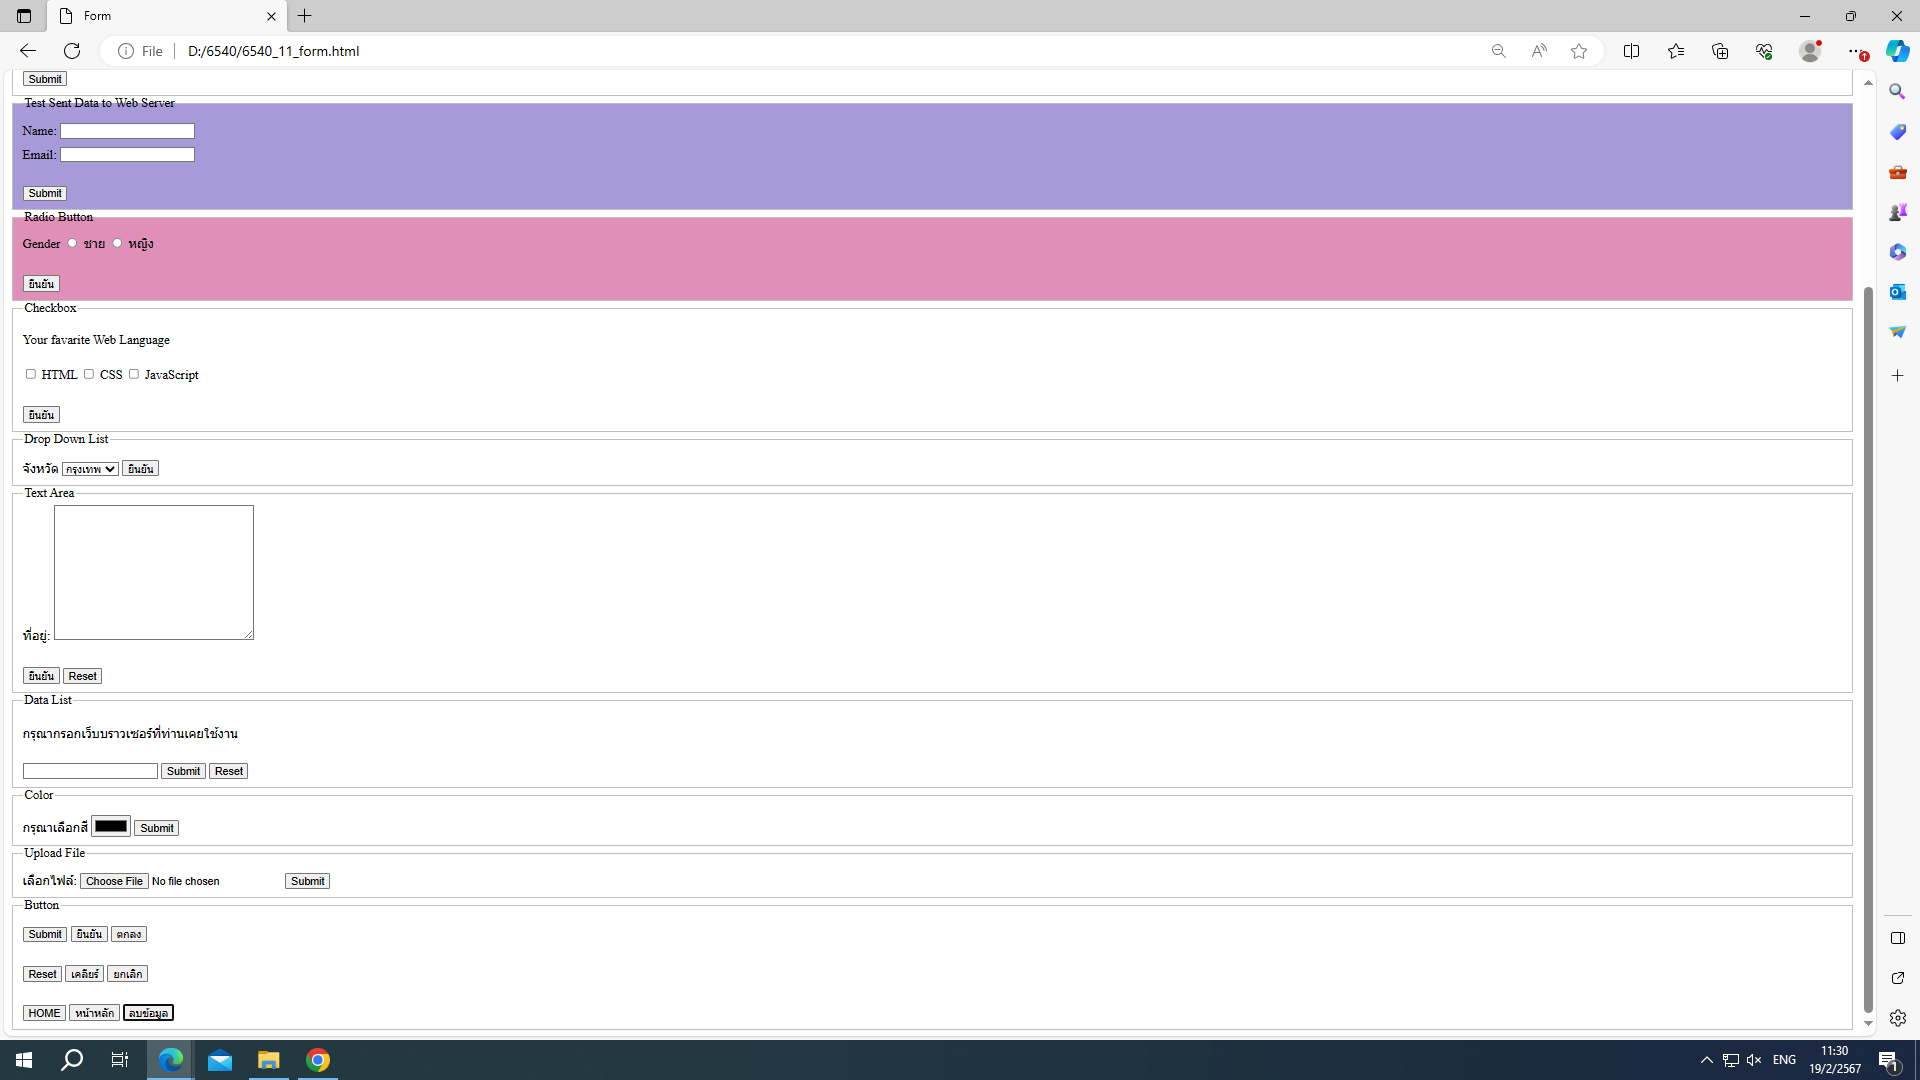 Form
File
D:/6540/6540_11_form.html
Submit
Test Sent Data to Web Server
Name:
Email:
Submit
Radio Button
Gender ชาย หญิง
ยืนยัน
Checkbox
Your favarite Web Language
HTML CSS JavaScript
ยืนยัน
Drop Down List
จังหวัด กรุงเทพ ยืนยัน
Text Area
ที่อยู่:
ยืนยัน Reset
Data List
กรุณากรอกเว็บบราวเซอร์ที่ท่านเคยใช้งาน
Submit Reset
Color
กรุณาเลือกสี Submit
Upload File
เลือกไฟล์: Choose File No file chosen Submit
Button
Submit ยืนยัน ตกลง
Reset เคลียร์ ยกเลิก
HOME หน้าหลัก ลบข้อมูล
ENG
11:30
19/2/2567
1